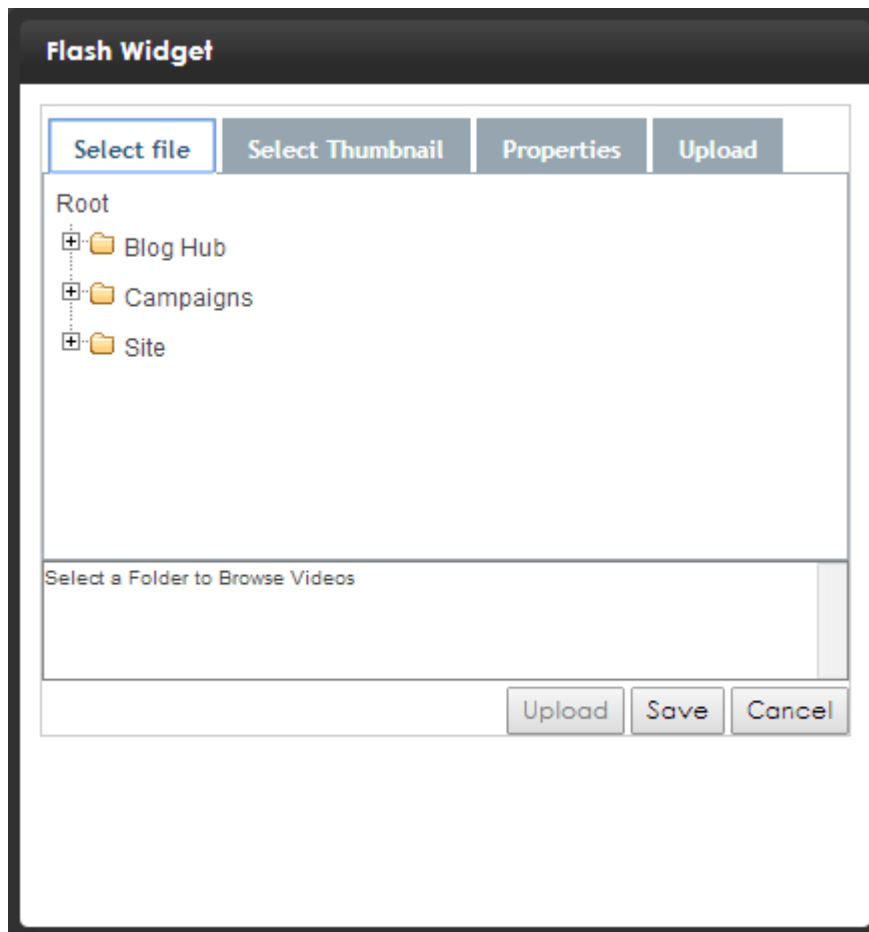 Flash Widget
Select file Select Thumbnail Properties Upload
Root
Blog Hub
Campaigns
Site
Select a Folder to Browse Videos
Upload Save Cancel